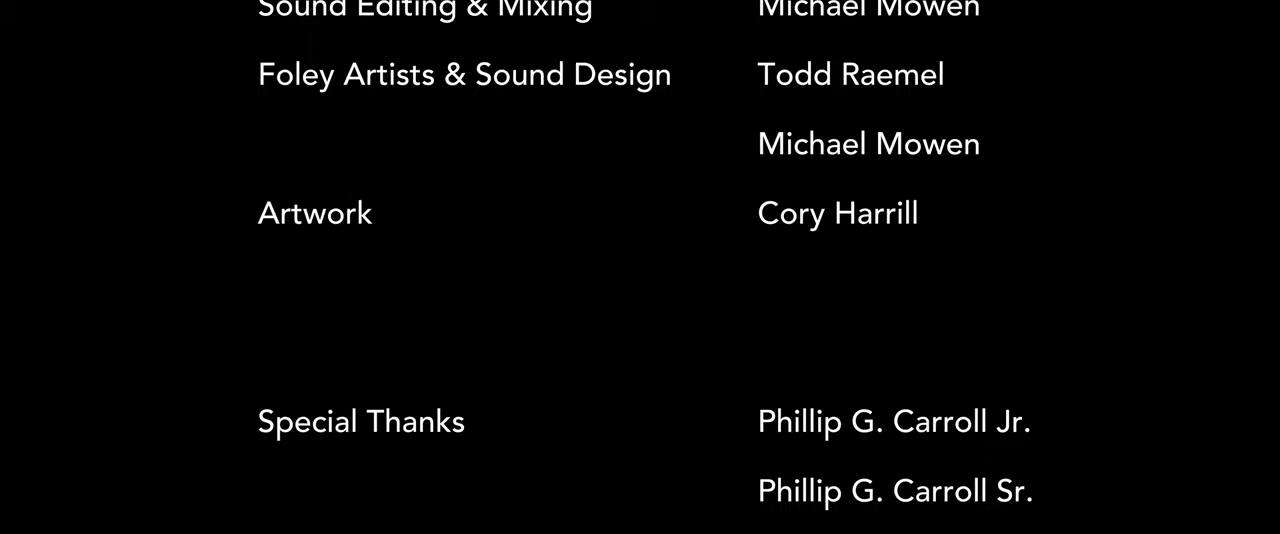 Sound Editing & Mixing Michael Mowen
Foley Artists & Sound Design Todd Raemel
Michael Mowen
Artwork Cory Harrill
Special Thanks Phillip G. Carroll Jr.
Phillip G. Carroll Sr.